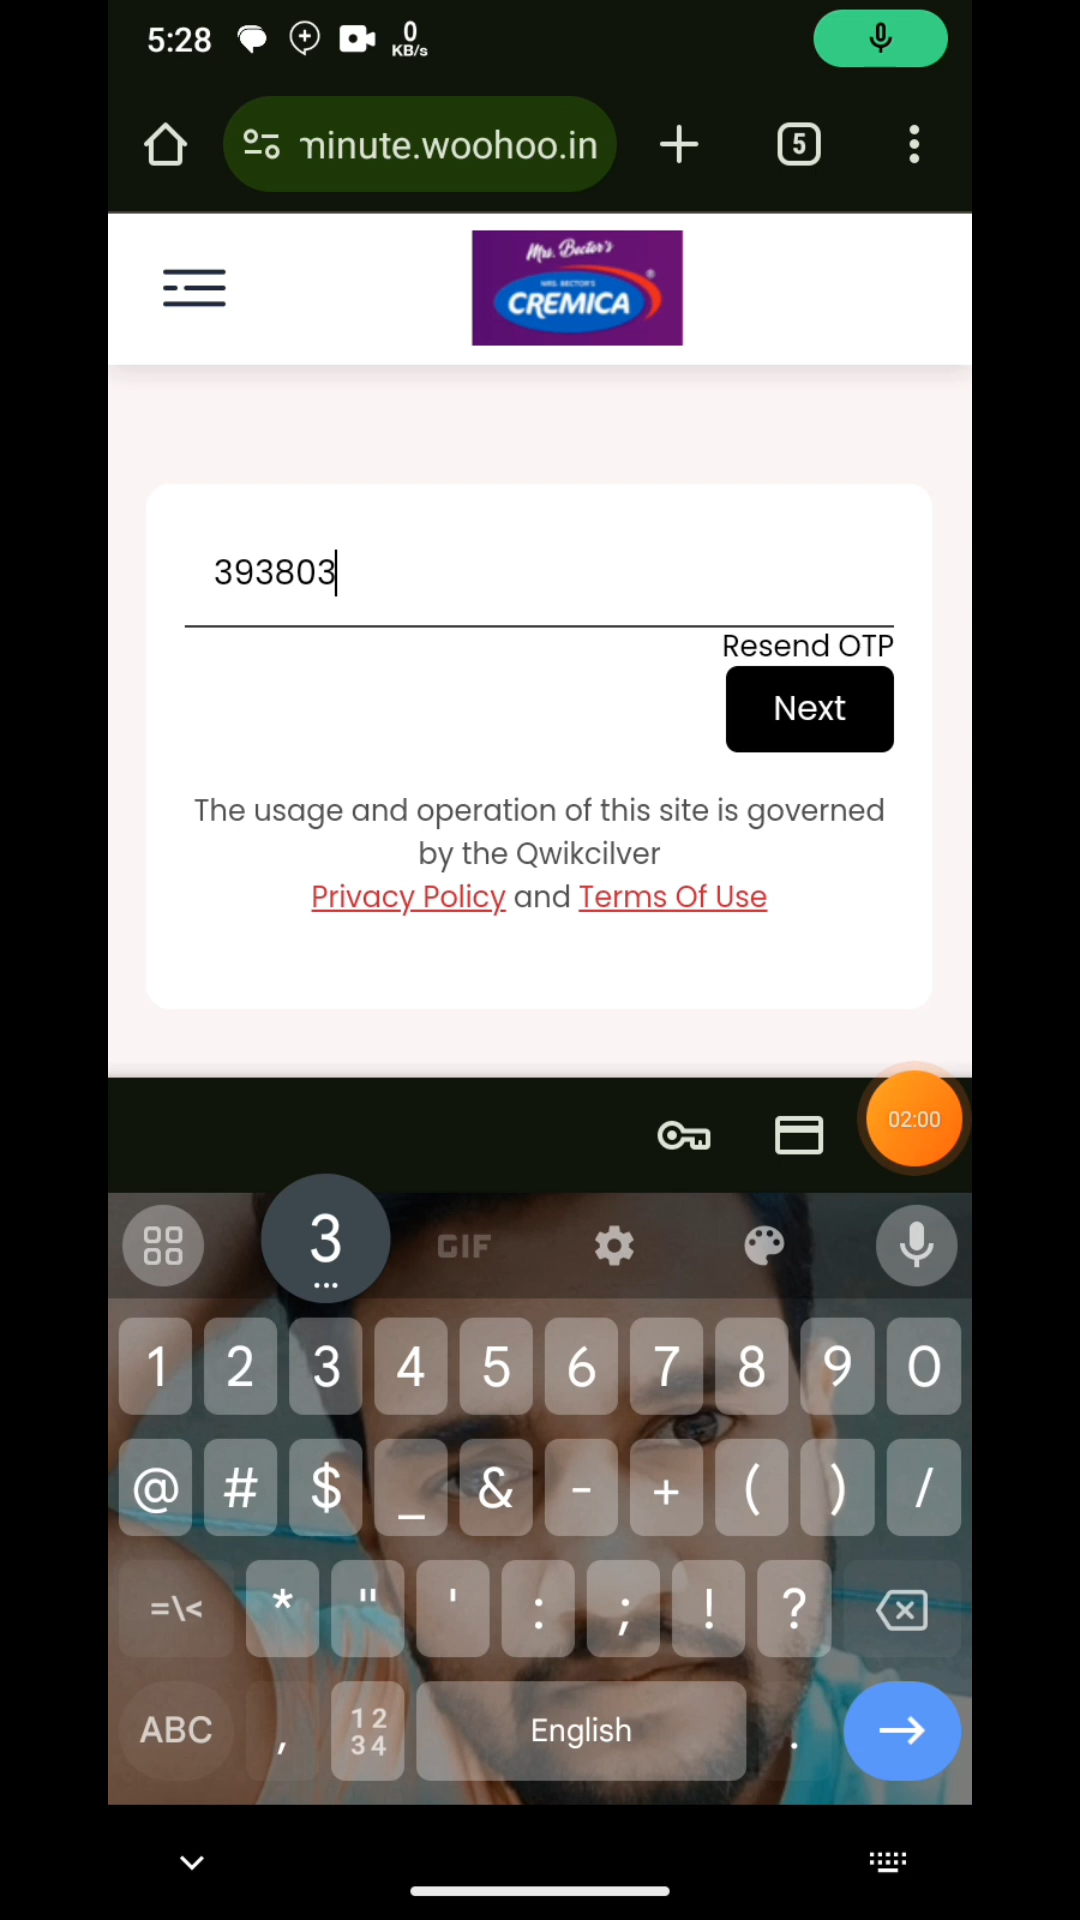 5:28 0 KB/s
minute.woohoo.in 5
Mrs. Bector's
MRS. BECTOR'S
CREMICA ®
393803
Resend OTP
Next
The usage and operation of this site is governed
by the Qwikcilver
Privacy Policy and Terms Of Use
02:00
3 GIF
...
1 2 3 4 5 6 7 8 9 0
@ # $ _ & - + ( ) /
=\< * " ' : ; ! ?
ABC , 12 34 English .